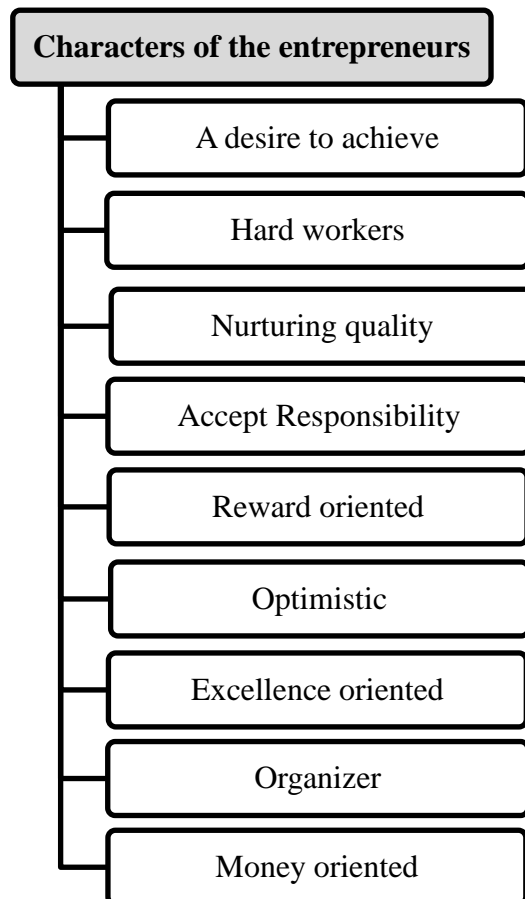 Characters of the entrepreneurs
A desire to achieve
Hard workers
Nurturing quality
Accept Responsibility
Reward oriented
Optimistic
Excellence oriented
Organizer
Money oriented